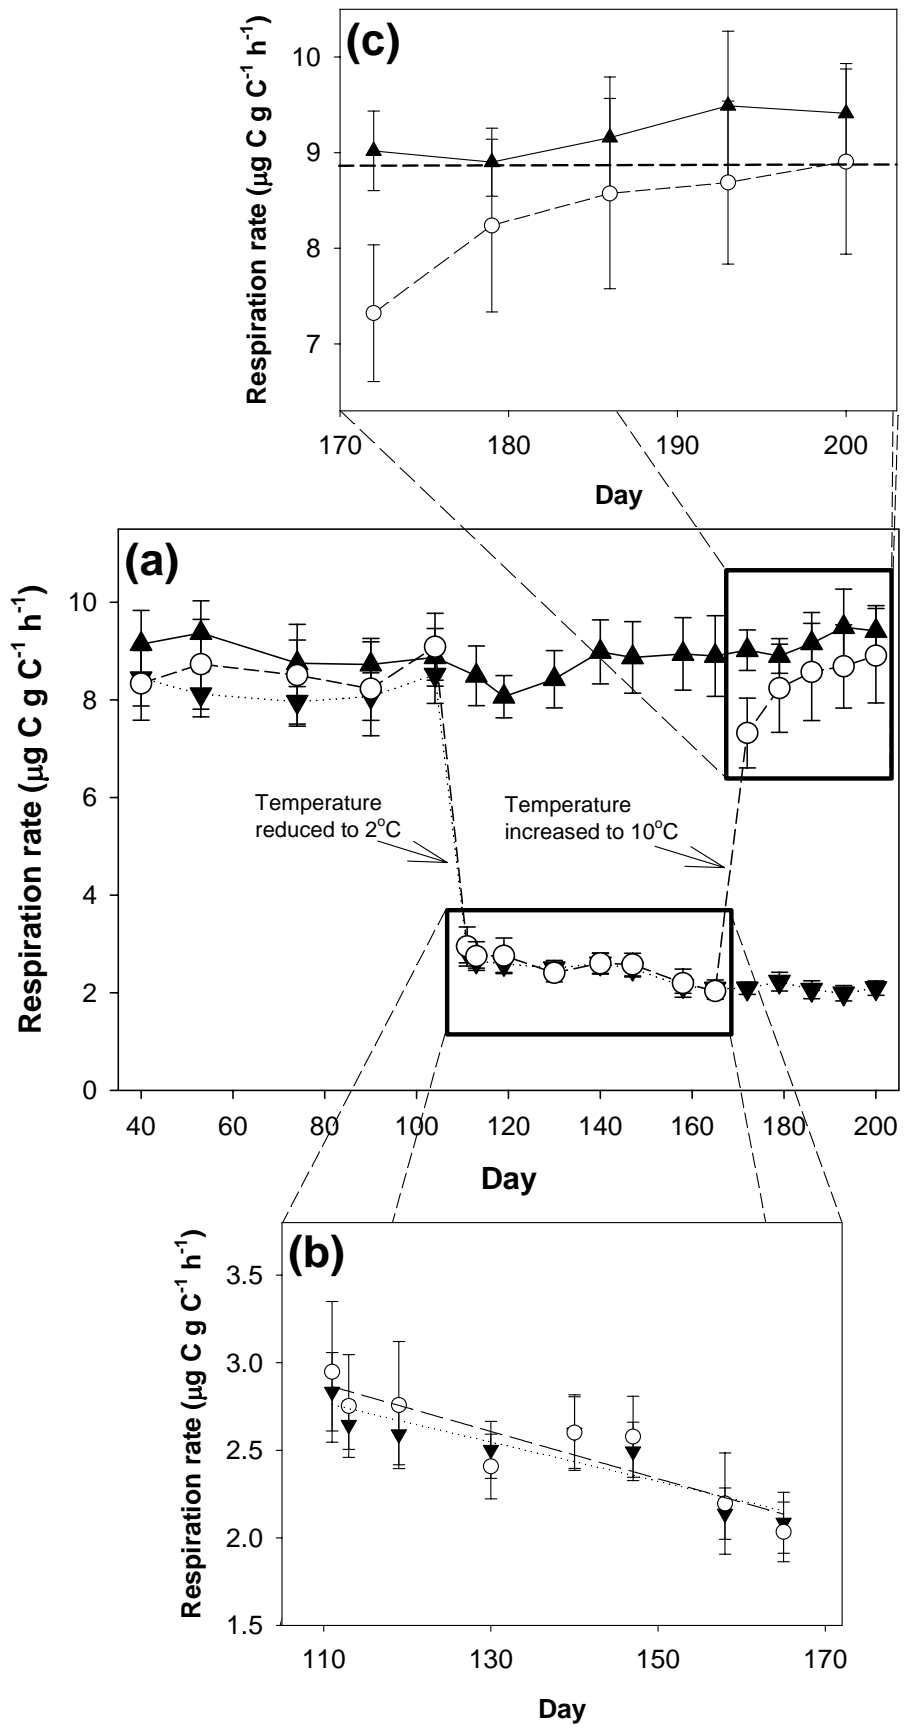 (c)
Respiration rate (µg C g C⁻¹ h⁻¹)
10
9
8
7
170
180
190
200
Day
(a)
Respiration rate (µg C g C⁻¹ h⁻¹)
10
8
6
4
2
0
Temperature
reduced to 2°C
Temperature
increased to 10°C
40
60
80
100
120
140
160
180
200
Day
(b)
Respiration rate (µg C g C⁻¹ h⁻¹)
3.5
3.0
2.5
2.0
1.5
110
130
150
170
Day